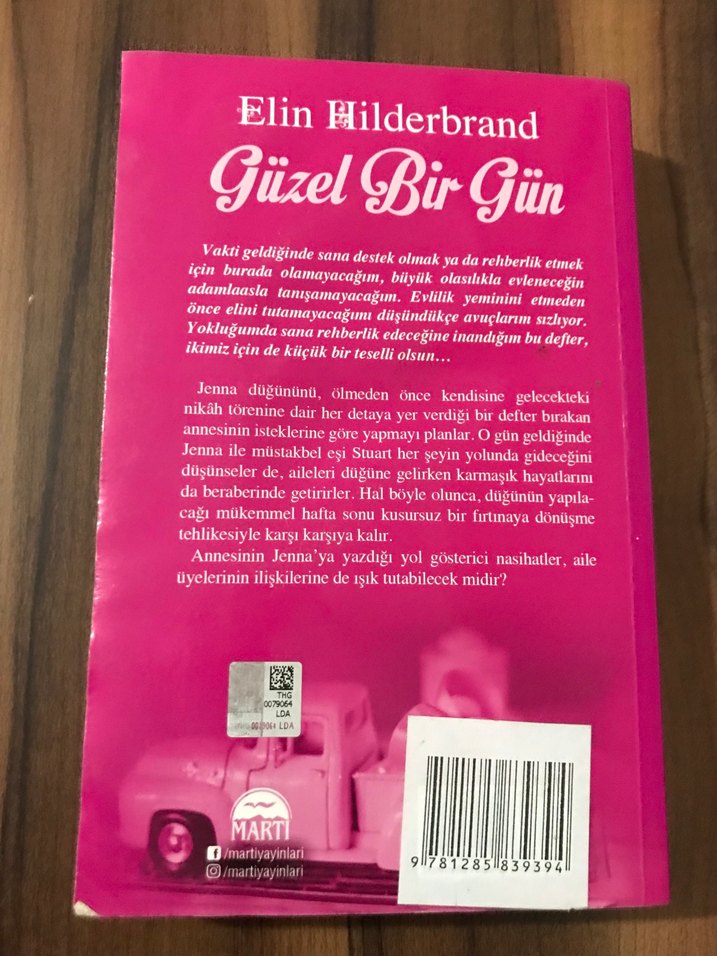 Elin Hilderbrand
Güzel Bir Gün
Vakti geldiğinde sana destek olmak ya da rehberlik etmek
için burada olamayacağım, büyük olasılıkla evleneceğin
adamlaasla tanışamayacağım. Evlilik yeminini etmeden
önce elini tutamayacağımı düşündükçe avuçlarım sızlıyor.
Yokluğumda sana rehberlik edeceğine inandığım bu defter,
ikimiz için de küçük bir teselli olsun...
Jenna düğününü, ölmeden önce kendisine gelecekteki
nikâh törenine dair her detaya yer verdiği bir defter bırakan
annesinin isteklerine göre yapmayı planlar. O gün geldiğinde
Jenna ile müstakbel eşi Stuart her şeyin yolunda gideceğini
düşünseler de, aileleri düğüne gelirken karmaşık hayatlarını
da beraberinde getirirler. Hal böyle olunca, düğünün yapıla-
cağı mükemmel hafta sonu kusursuz bir fırtınaya dönüşme
tehlikesiyle karşı karşıya kalır.
Annesinin Jenna'ya yazdığı yol gösterici nasihatler, aile
üyelerinin ilişkilerine de ışık tutabilecek midir?
THG
0079064
LDA
0079064 LDA
MARTI
/martiyayinlari
/martiyayinlari
9 781285 839394